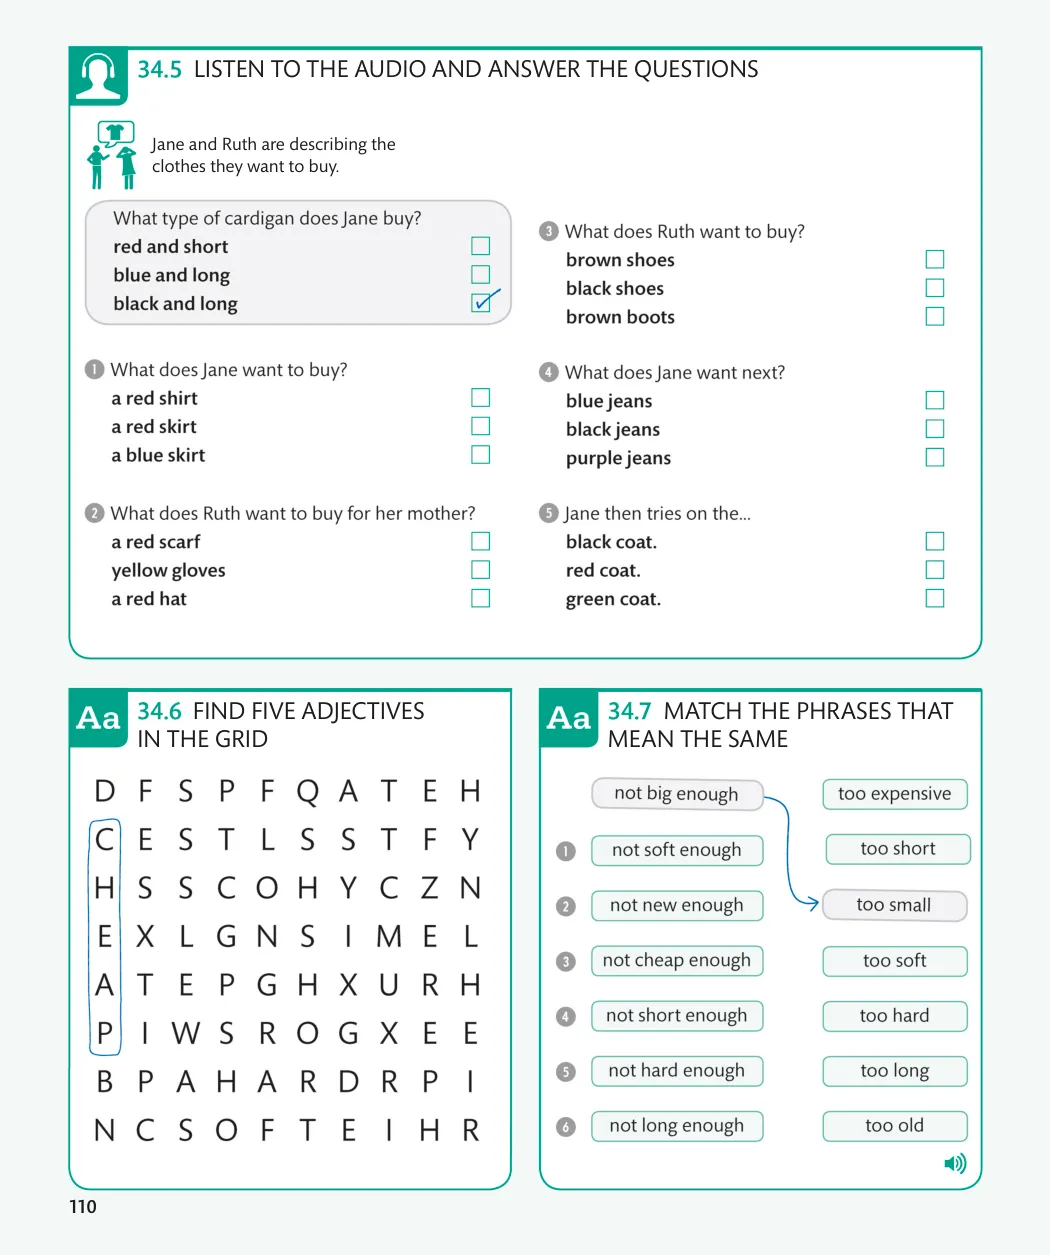 34.5 LISTEN TO THE AUDIO AND ANSWER THE QUESTIONS
Jane and Ruth are describing the
clothes they want to buy.
What type of cardigan does Jane buy?
red and short
blue and long
black and long
1 What does Jane want to buy?
a red shirt
a red skirt
a blue skirt
2 What does Ruth want to buy for her mother?
a red scarf
yellow gloves
a red hat
3 What does Ruth want to buy?
brown shoes
black shoes
brown boots
4 What does Jane want next?
blue jeans
black jeans
purple jeans
5 Jane then tries on the...
black coat.
red coat.
green coat.
Aa 34.6 FIND FIVE ADJECTIVES
IN THE GRID
D F S P F Q A T E H
C E S T L S S T F Y
H S S C O H Y C Z N
E X L G N S I M E L
A T E P G H X U R H
P I W S R O G X E E
B P A H A R D R P I
N C S O F T E I H R
Aa 34.7 MATCH THE PHRASES THAT
MEAN THE SAME
not big enough too expensive
1 not soft enough too short
2 not new enough too small
3 not cheap enough too soft
4 not short enough too hard
5 not hard enough too long
6 not long enough too old
110